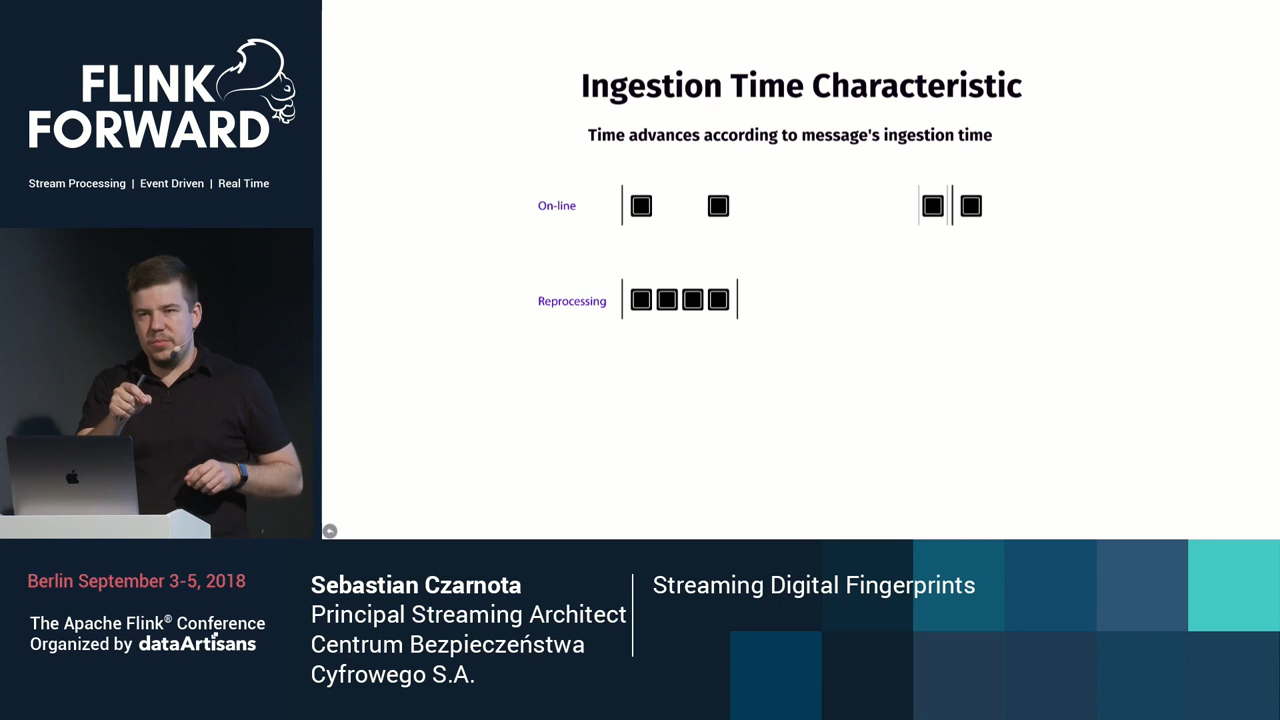 FLINK
FORWARD
Stream Processing | Event Driven | Real Time
Ingestion Time Characteristic
Time advances according to message's ingestion time
On-line
Reprocessing
Berlin September 3-5, 2018
The Apache Flink® Conference
Organized by dataArtisans
Sebastian Czarnota
Principal Streaming Architect
Centrum Bezpieczeństwa
Cyfrowego S.A.
Streaming Digital Fingerprints